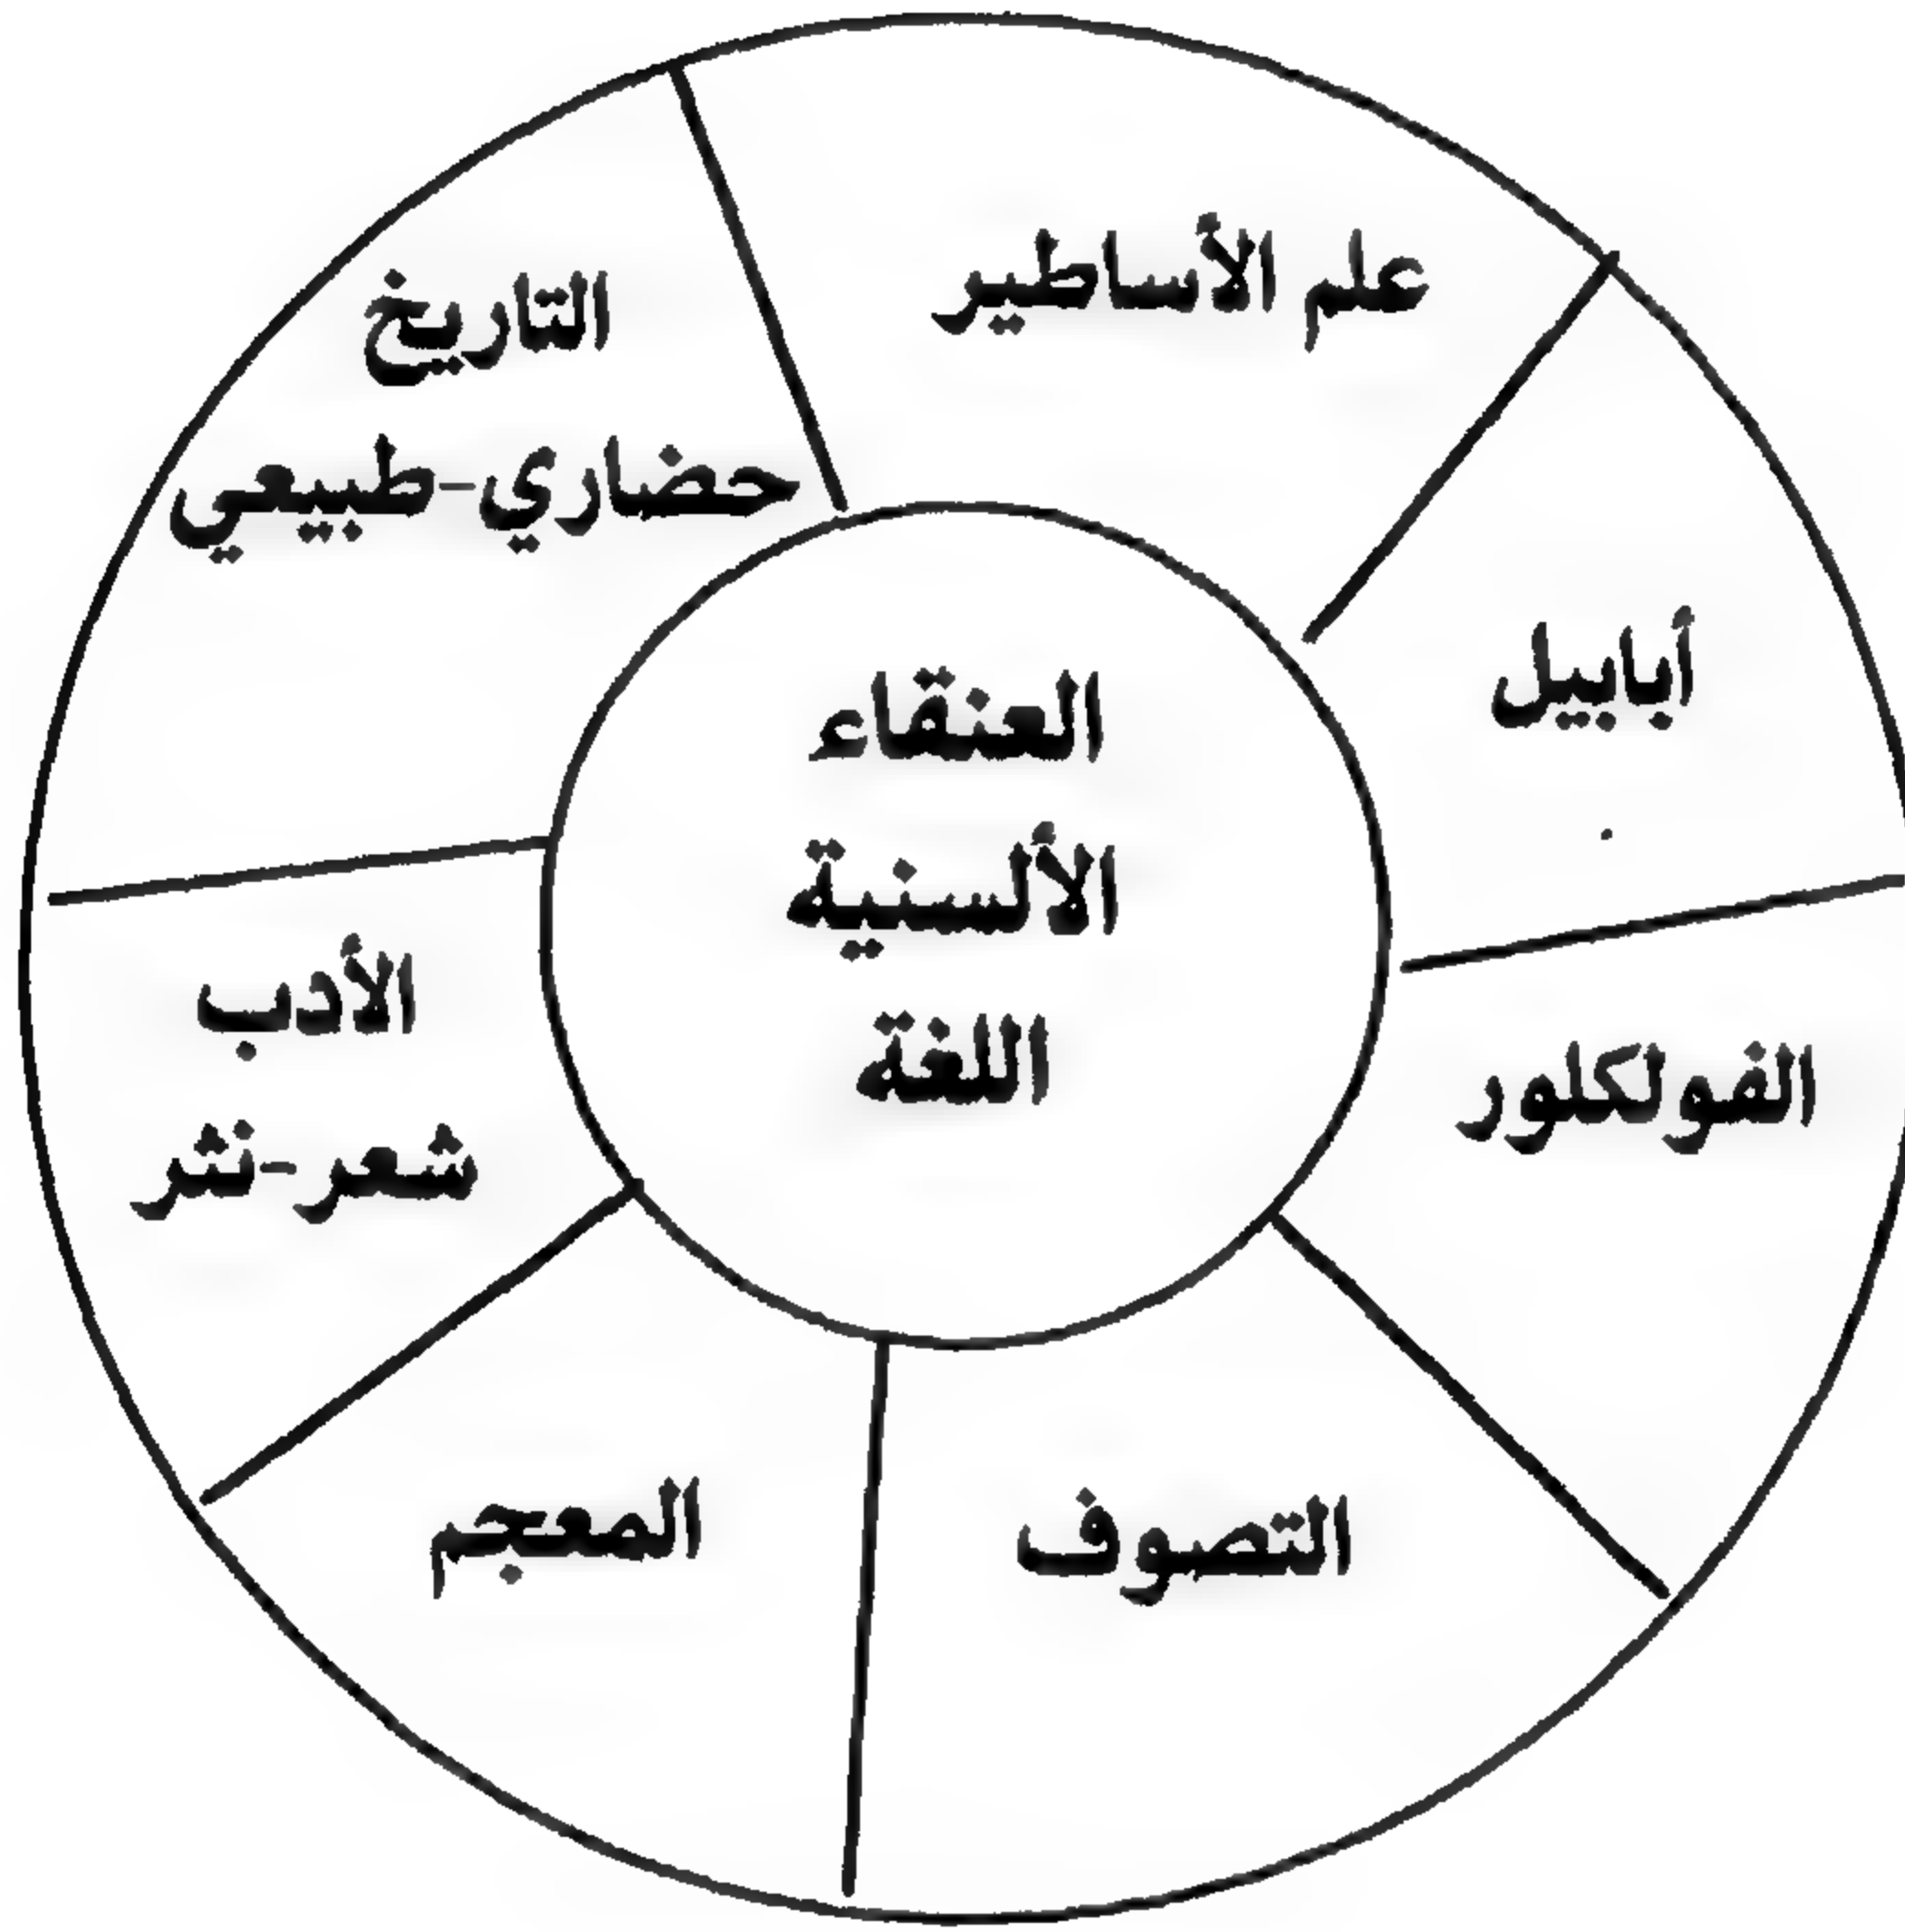 علم الأساطير
التاريخ
حضاري-طبيعي
أبابيل
العنقاء
الألسنية
اللغة
الأدب
شعر-نثر
الفولكلور
المعجم
التصوف